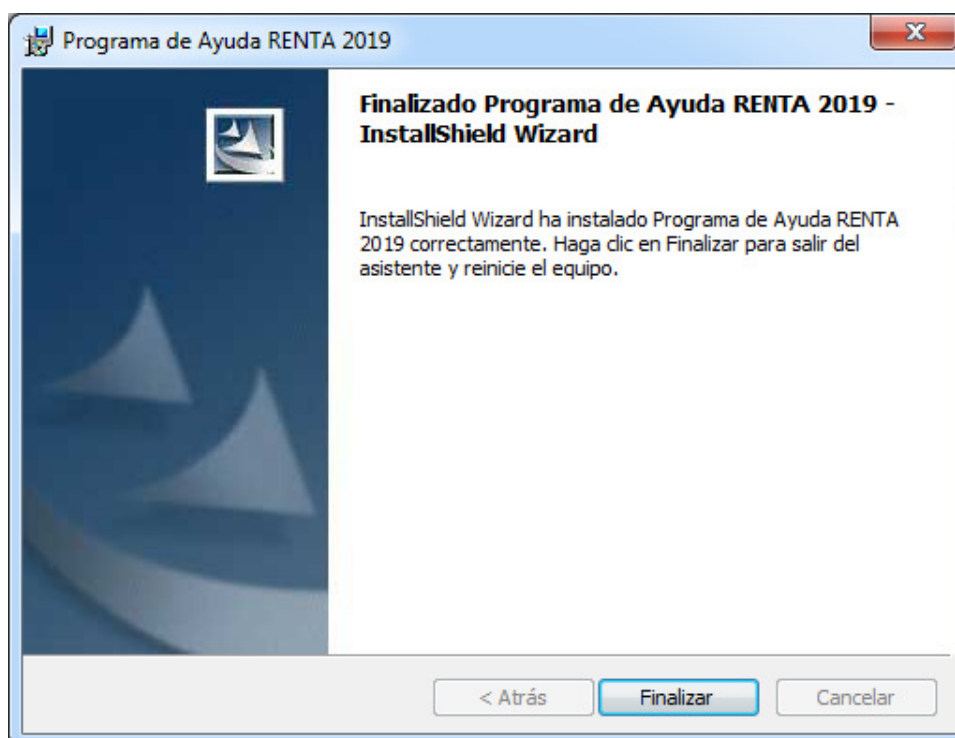 Programa de Ayuda RENTA 2019
Finalizado Programa de Ayuda RENTA 2019 -
InstallShield Wizard
InstallShield Wizard ha instalado Programa de Ayuda RENTA
2019 correctamente. Haga clic en Finalizar para salir del
asistente y reinicie el equipo.
< Atrás
Finalizar
Cancelar